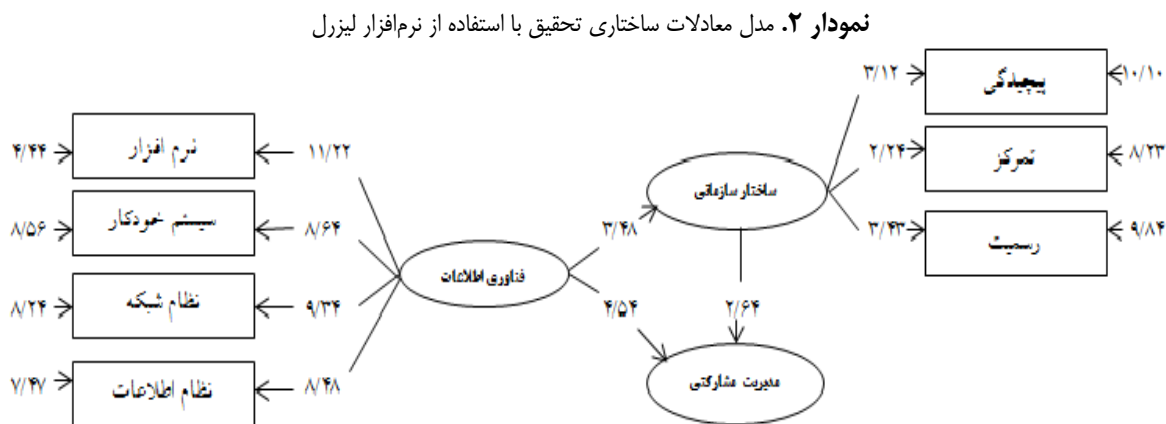 نمودار ۲. مدل معادلات ساختاری تحقیق با استفاده از نرم‌افزار لیزرل
۳/۱۲ پیچیدگی ۱۰/۱۰
۲/۲۴ تمرکز ۸/۲۳
۳/۴۳ رسمیت ۹/۸۴
ساختار سازمانی
۳/۴۸
۲/۶۴
۴/۵۴
فناوری اطلاعات
مدیریت مشارکتی
۱۱/۲۲ نرم افزار ۴/۴۴
۸/۶۴ سیستم خودکار ۸/۵۶
۹/۳۴ نظام شبکه ۸/۲۴
۸/۴۸ نظام اطلاعات ۷/۴۷